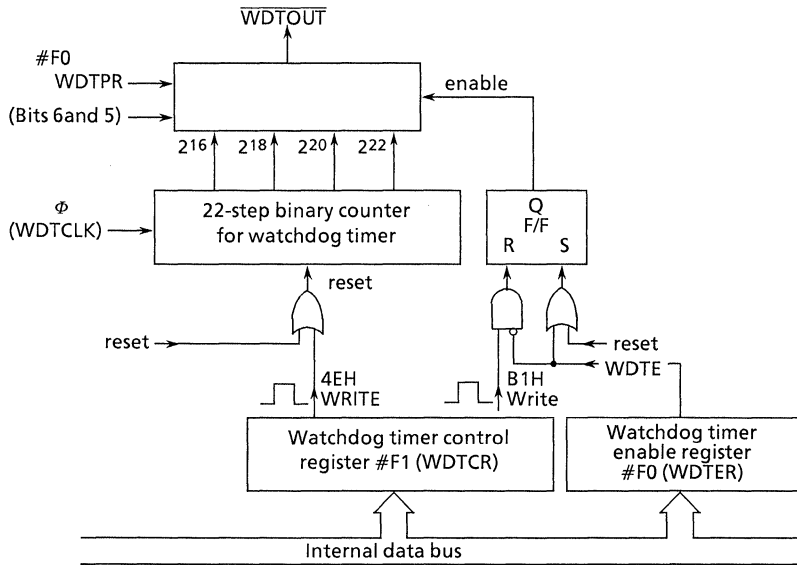 WDTOUT
#F0
WDTPR
(Bits 6and 5)
enable
2^16 2^18 2^20 2^22
Φ
(WDTCLK)
22-step binary counter
for watchdog timer
Q
F/F
R S
reset
reset
reset
WDTE
4EH
WRITE
B1H
Write
Watchdog timer control
register #F1 (WDTCR)
Watchdog timer
enable register
#F0 (WDTER)
Internal data bus